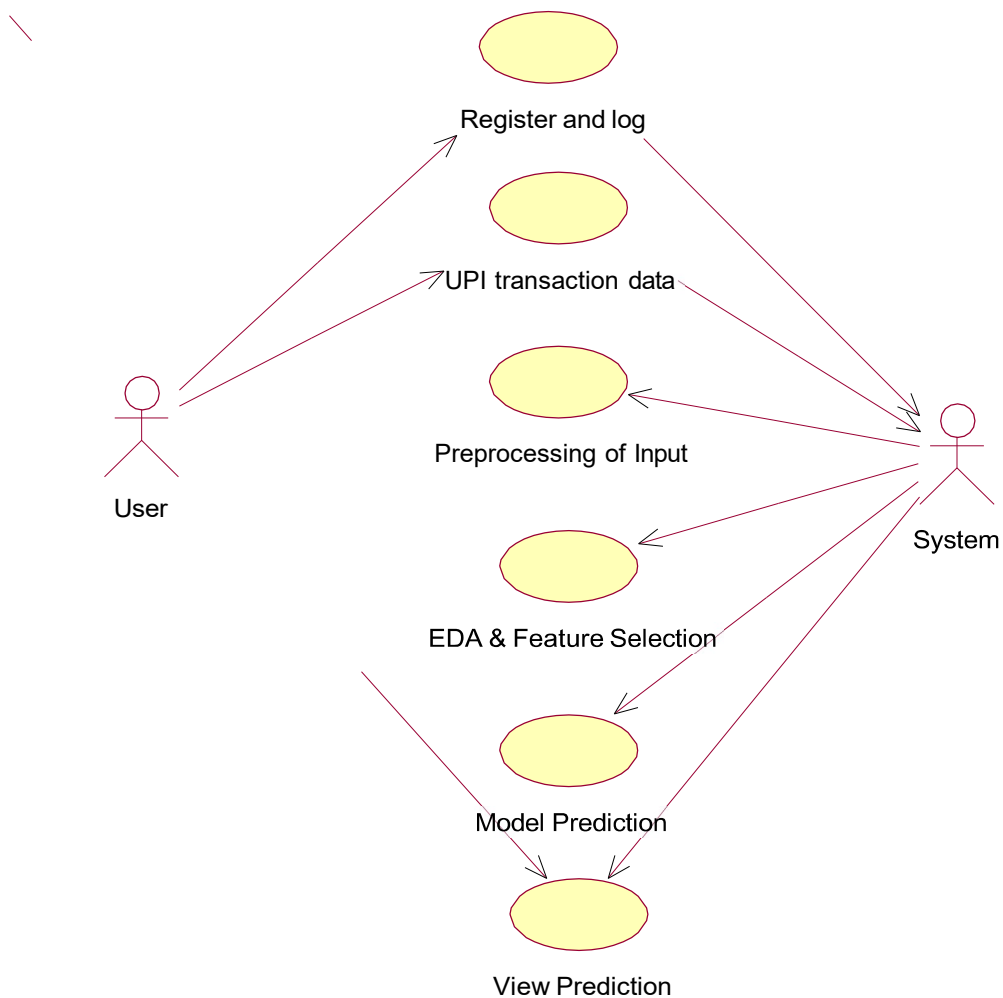 Register and log
UPI transaction data
Preprocessing of Input
User
System
EDA & Feature Selection
Model Prediction
View Prediction